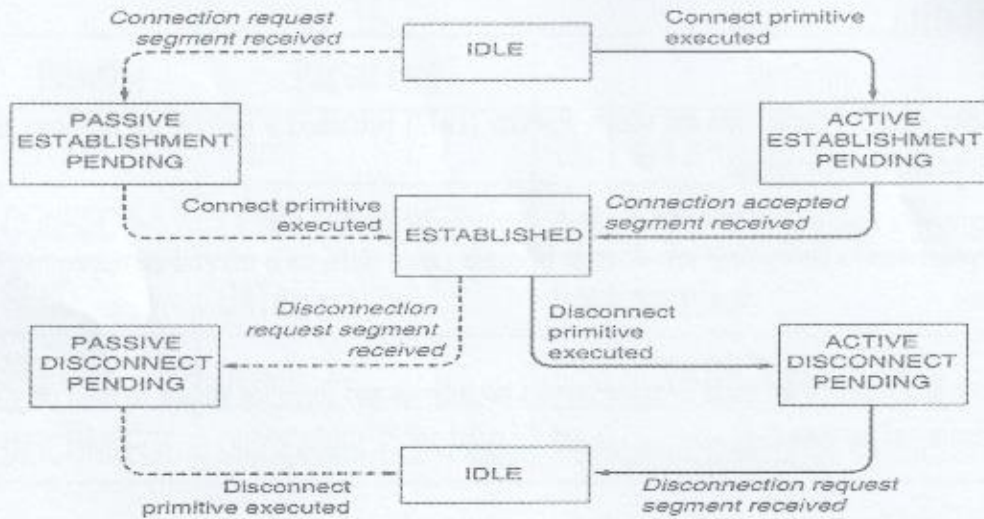 Connection request
segment received
IDLE
Connect primitive
executed
PASSIVE
ESTABLISHMENT
PENDING
ACTIVE
ESTABLISHMENT
PENDING
Connect primitive
executed
ESTABLISHED
Connection accepted
segment received
Disconnection
request segment
received
Disconnect
primitive
executed
PASSIVE
DISCONNECT
PENDING
ACTIVE
DISCONNECT
PENDING
IDLE
Disconnect
primitive executed
Disconnection request
segment received